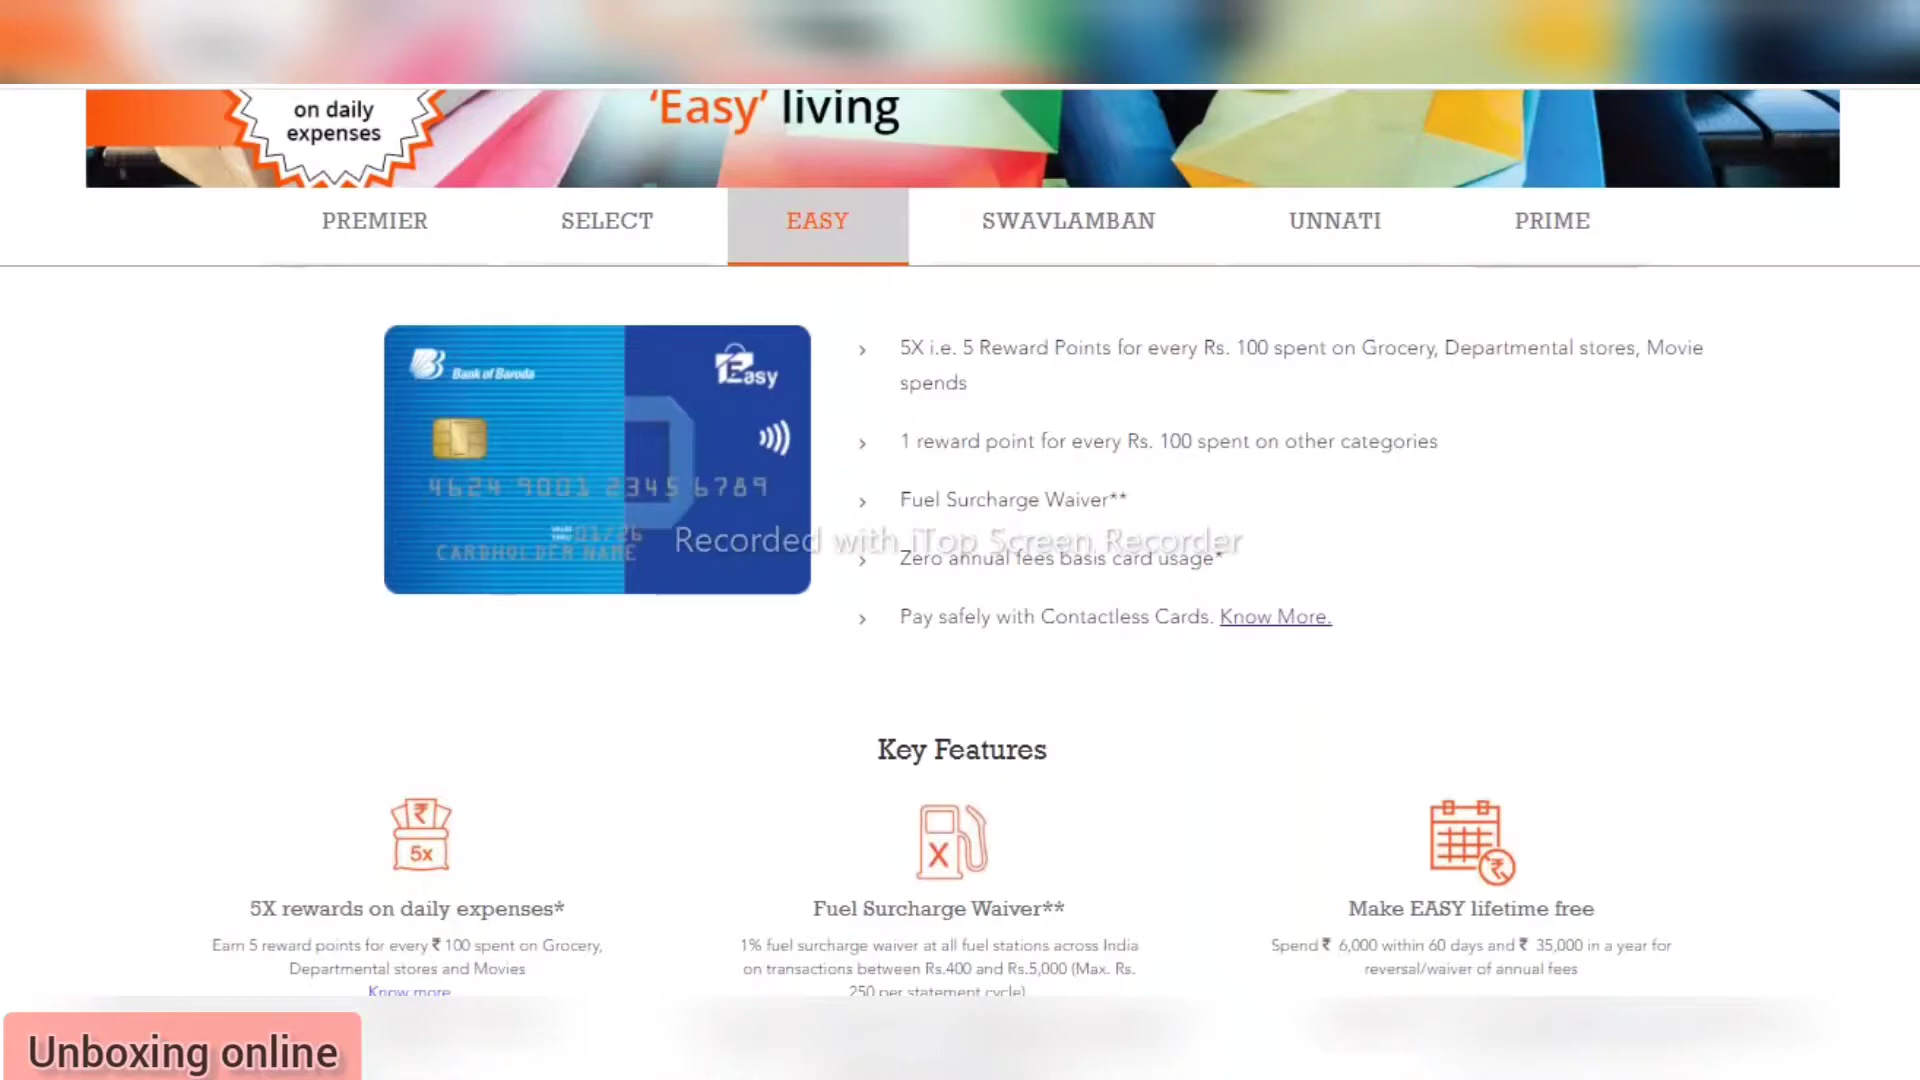 on daily
expenses
‘Easy’ living
PREMIER
SELECT
EASY
SWAVLAMBAN
UNNATI
PRIME
Bank of Baroda
Easy
4624 9001 2345 6789
VALID
THRU 01/26
CARDHOLDER NAME
› 5X i.e. 5 Reward Points for every Rs. 100 spent on Grocery, Departmental stores, Movie
spends
› 1 reward point for every Rs. 100 spent on other categories
› Fuel Surcharge Waiver**
Recorded with iTop Screen Recorder
› Zero annual fees basis card usage*
› Pay safely with Contactless Cards. Know More.
Key Features
₹
5x
X
₹
5X rewards on daily expenses*
Earn 5 reward points for every ₹ 100 spent on Grocery,
Departmental stores and Movies
Know more
Fuel Surcharge Waiver**
1% fuel surcharge waiver at all fuel stations across India
on transactions between Rs.400 and Rs.5,000 (Max. Rs.
250 per statement cycle)
Make EASY lifetime free
Spend ₹ 6,000 within 60 days and ₹ 35,000 in a year for
reversal/waiver of annual fees
Unboxing online